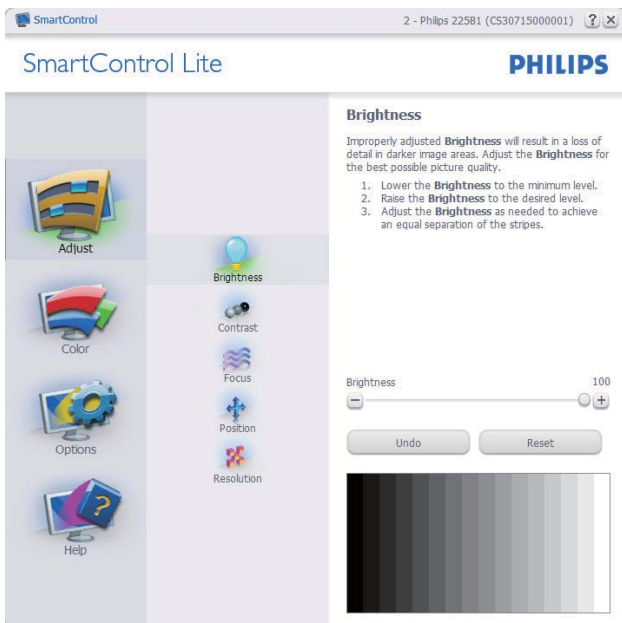 SmartControl
2 - Philips 225B1 (CS30715000001) ? ×
SmartControl Lite
PHILIPS
Adjust
Color
Options
?
Help
Brightness
Contrast
Focus
Position
Resolution
Brightness
Improperly adjusted Brightness will result in a loss of
detail in darker image areas. Adjust the Brightness for
the best possible picture quality.
1. Lower the Brightness to the minimum level.
2. Raise the Brightness to the desired level.
3. Adjust the Brightness as needed to achieve
an equal separation of the stripes.
Brightness 100
Undo Reset